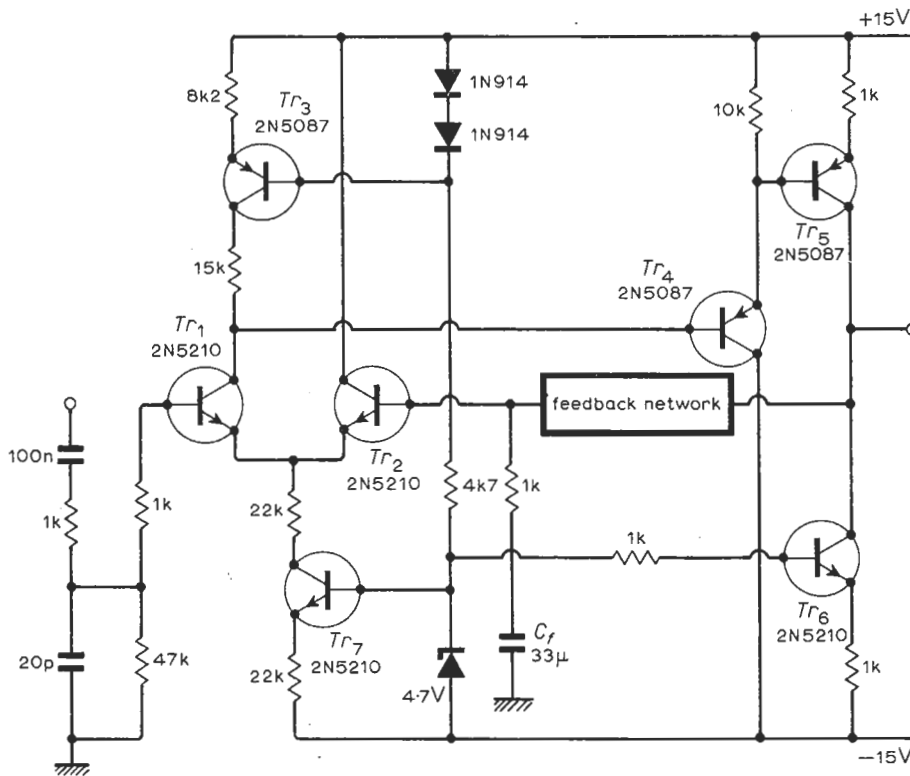 +15V
8k2
Tr3
2N5087
1N914
1N914
10k
1k
Tr5
2N5087
15k
Tr4
2N5087
Tr1
2N5210
feedback network
100n
Tr2
2N5210
1k
1k
22k
4k7
1k
1k
Tr6
2N5210
20p
47k
Tr7
2N5210
22k
4·7V
Cf
33µ
1k
−15V